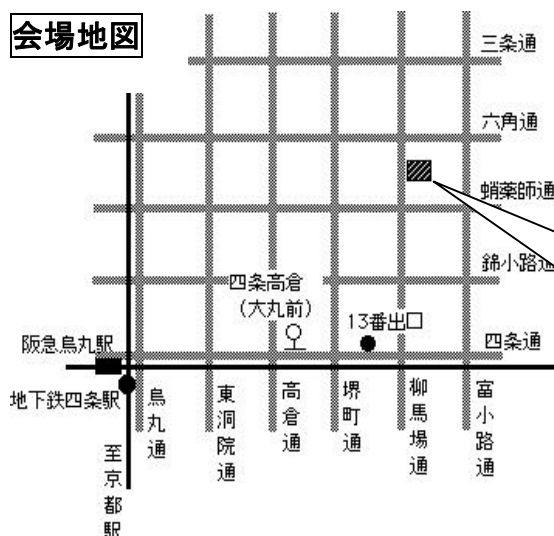 会場地図
三条通
六角通
蛸薬師通
錦小路通
四条高倉
（大丸前）
13番出口
四条通
阪急烏丸駅
地下鉄四条駅
烏丸通
東洞院通
高倉通
堺町通
柳馬場通
富小路通
至京都駅